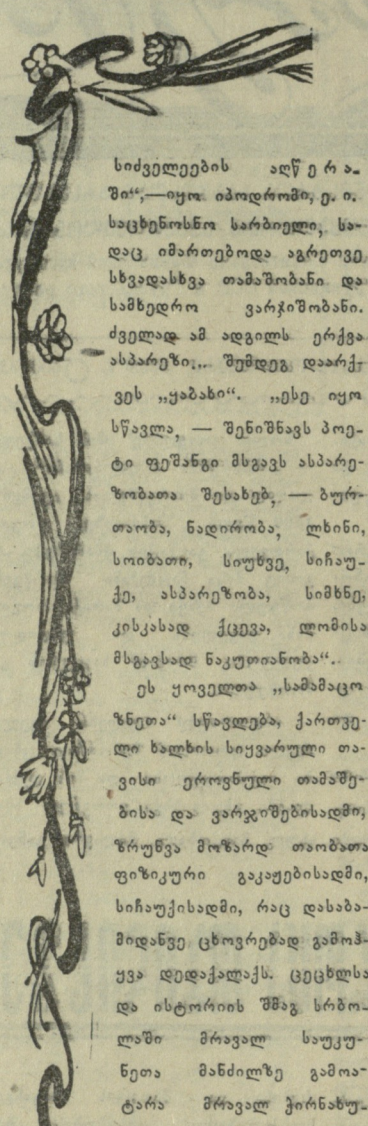 სიძველეების აღწერა-
ში“,—იყო იპოდრომი, ე. ი.
საცხენოსნო სარბიელი, სა-
დაც იმართებოდა აგრეთვე
სხვადასხვა თამაშობანი და
სამხედრო ვარჯიშობანი.
ძველად ამ ადგილს ერქვა
ასპარეზი... შემდეგ დაარქ-
ვეს „ყაბახი“. „ესე იყო
სწავლა, — შენიშნავს პოე-
ტი ფეშანგი მსგავს ასპარე-
ზობათა შესახებ, — ბურ-
თაობა, ნადირობა, ლხინი,
სოიბათი, სიუხვე, სიჩაუ-
ქე, ასპარეზობა, სიმხნე,
კისკასად ქცევა, ლომისა
მსგავსად ნაკუთიანობა“.
ეს ყოველთა „სამამაცო
ზნეთა“ სწავლება, ქართვე-
ლი ხალხის სიყვარული თა-
ვისი ეროვნული თამაშე-
ბისა და ვარჯიშებისადმი,
ზრუნვა მოზარდ თაობათა
ფიზიკური გაკაჟებისადმი,
სიჩაუქისადმი, რაც დასაბა-
მიდანვე ცხოვრებად გამოჰ-
ყვა დედაქალაქს. ცეცხლსა
და ისტორიის შმაგ სრბო-
ლაში მრავალ საუკუ-
ნეთა მანძილზე გამოა-
ტარა მრავალ ჭირნახუ-